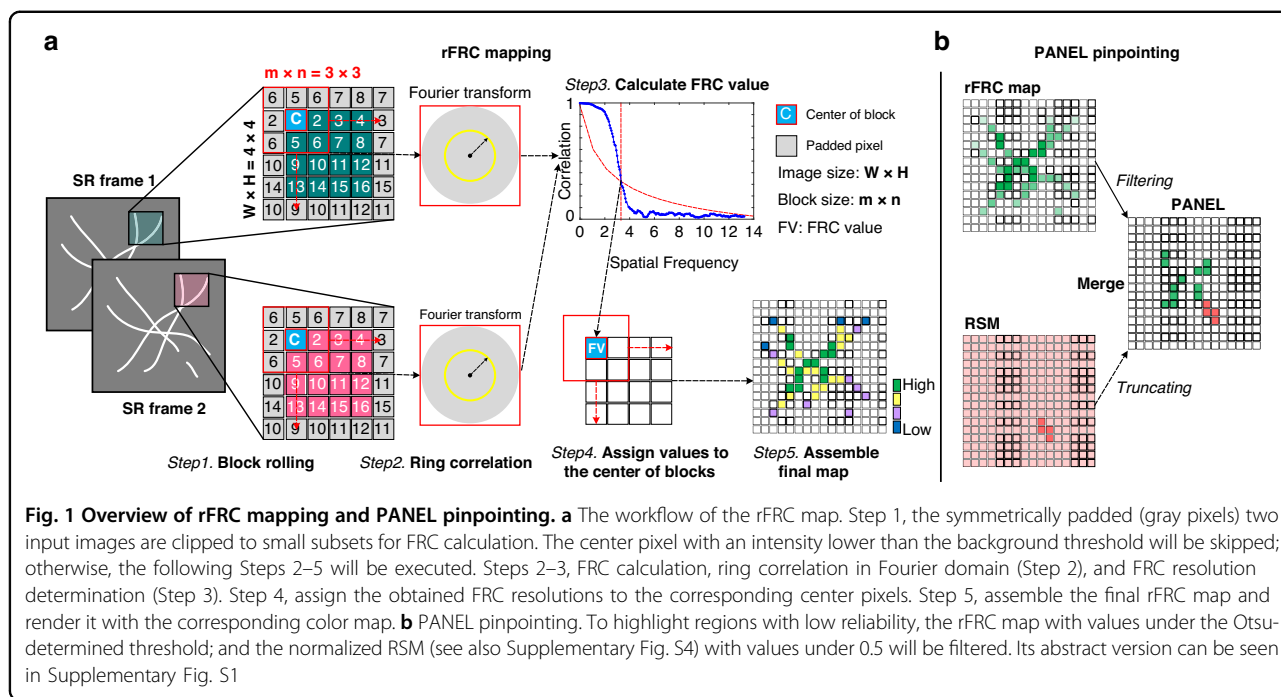 a
rFRC mapping
m × n = 3 × 3
W × H = 4 × 4
6 5 6 7 8 7
2 C 2 3 4 3
6 5 6 7 8 7
10 9 10 11 12 11
14 13 14 15 16 15
10 9 10 11 12 11
SR frame 1
SR frame 2
Fourier transform
Step3. Calculate FRC value
Correlation
1
0
0 2 4 6 8 10 12 14
Spatial Frequency
C Center of block
Padded pixel
Image size: W × H
Block size: m × n
FV: FRC value
6 5 6 7 8 7
2 C 2 3 4 3
6 5 6 7 8 7
10 9 10 11 12 11
14 13 14 15 16 15
10 9 10 11 12 11
Fourier transform
FV
High
Low
Step1. Block rolling
Step2. Ring correlation
Step4. Assign values to
the center of blocks
Step5. Assemble
final map
b
PANEL pinpointing
rFRC map
Filtering
PANEL
Merge
RSM
Truncating
Fig. 1 Overview of rFRC mapping and PANEL pinpointing. a The workflow of the rFRC map. Step 1, the symmetrically padded (gray pixels) two
input images are clipped to small subsets for FRC calculation. The center pixel with an intensity lower than the background threshold will be skipped;
otherwise, the following Steps 2–5 will be executed. Steps 2–3, FRC calculation, ring correlation in Fourier domain (Step 2), and FRC resolution
determination (Step 3). Step 4, assign the obtained FRC resolutions to the corresponding center pixels. Step 5, assemble the final rFRC map and
render it with the corresponding color map. b PANEL pinpointing. To highlight regions with low reliability, the rFRC map with values under the Otsu-
determined threshold; and the normalized RSM (see also Supplementary Fig. S4) with values under 0.5 will be filtered. Its abstract version can be seen
in Supplementary Fig. S1